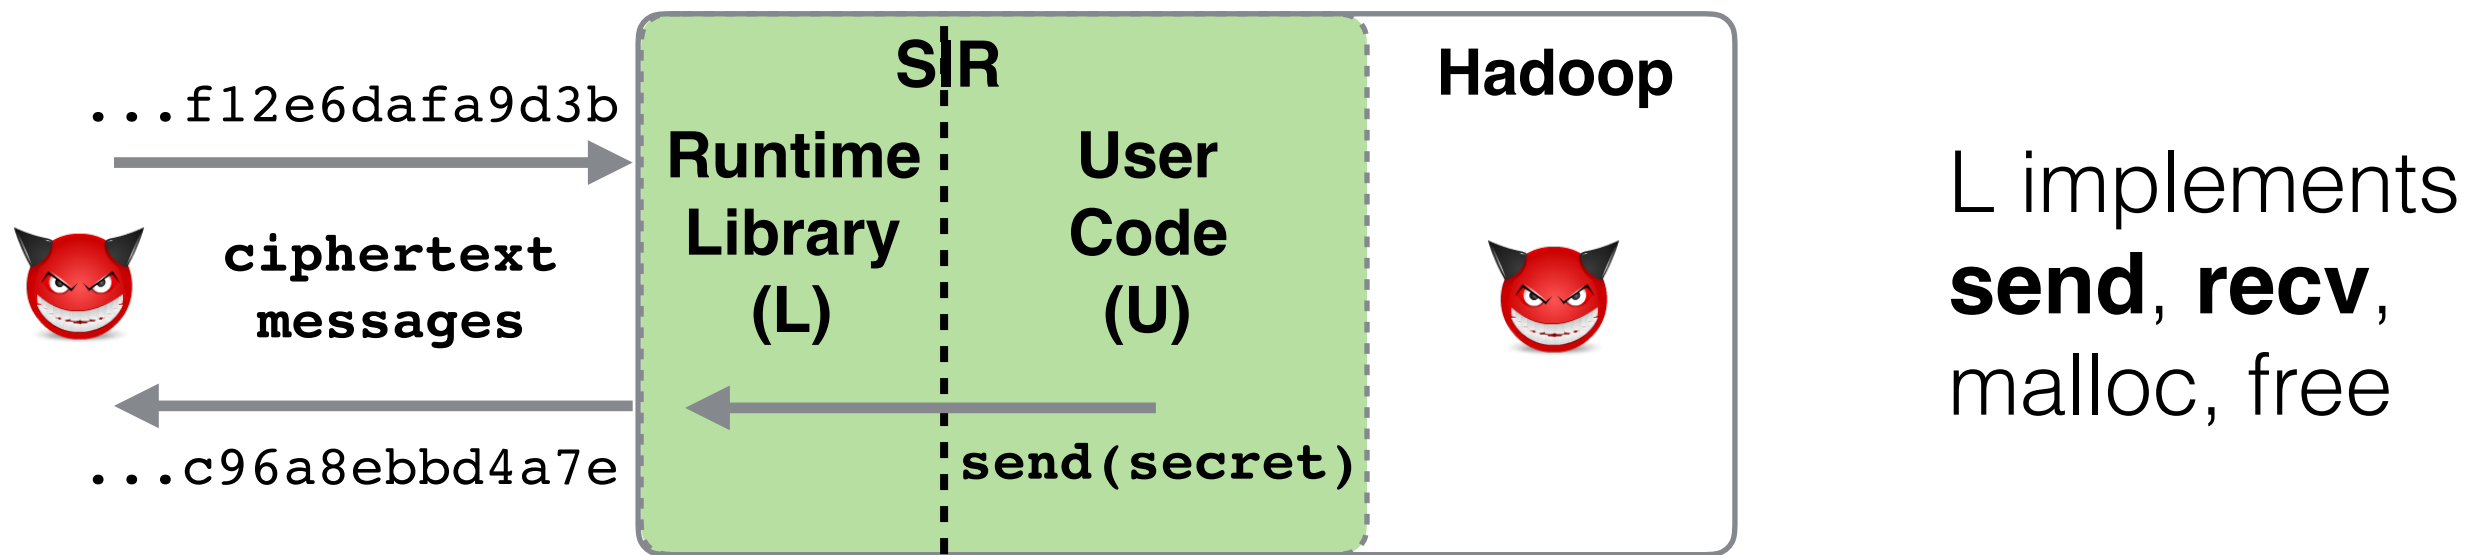 ...f12e6dafa9d3b
ciphertext
messages
...c96a8ebbd4a7e
SIR
Runtime
Library
(L)
User
Code
(U)
send(secret)
Hadoop
L implements
send, recv,
malloc, free